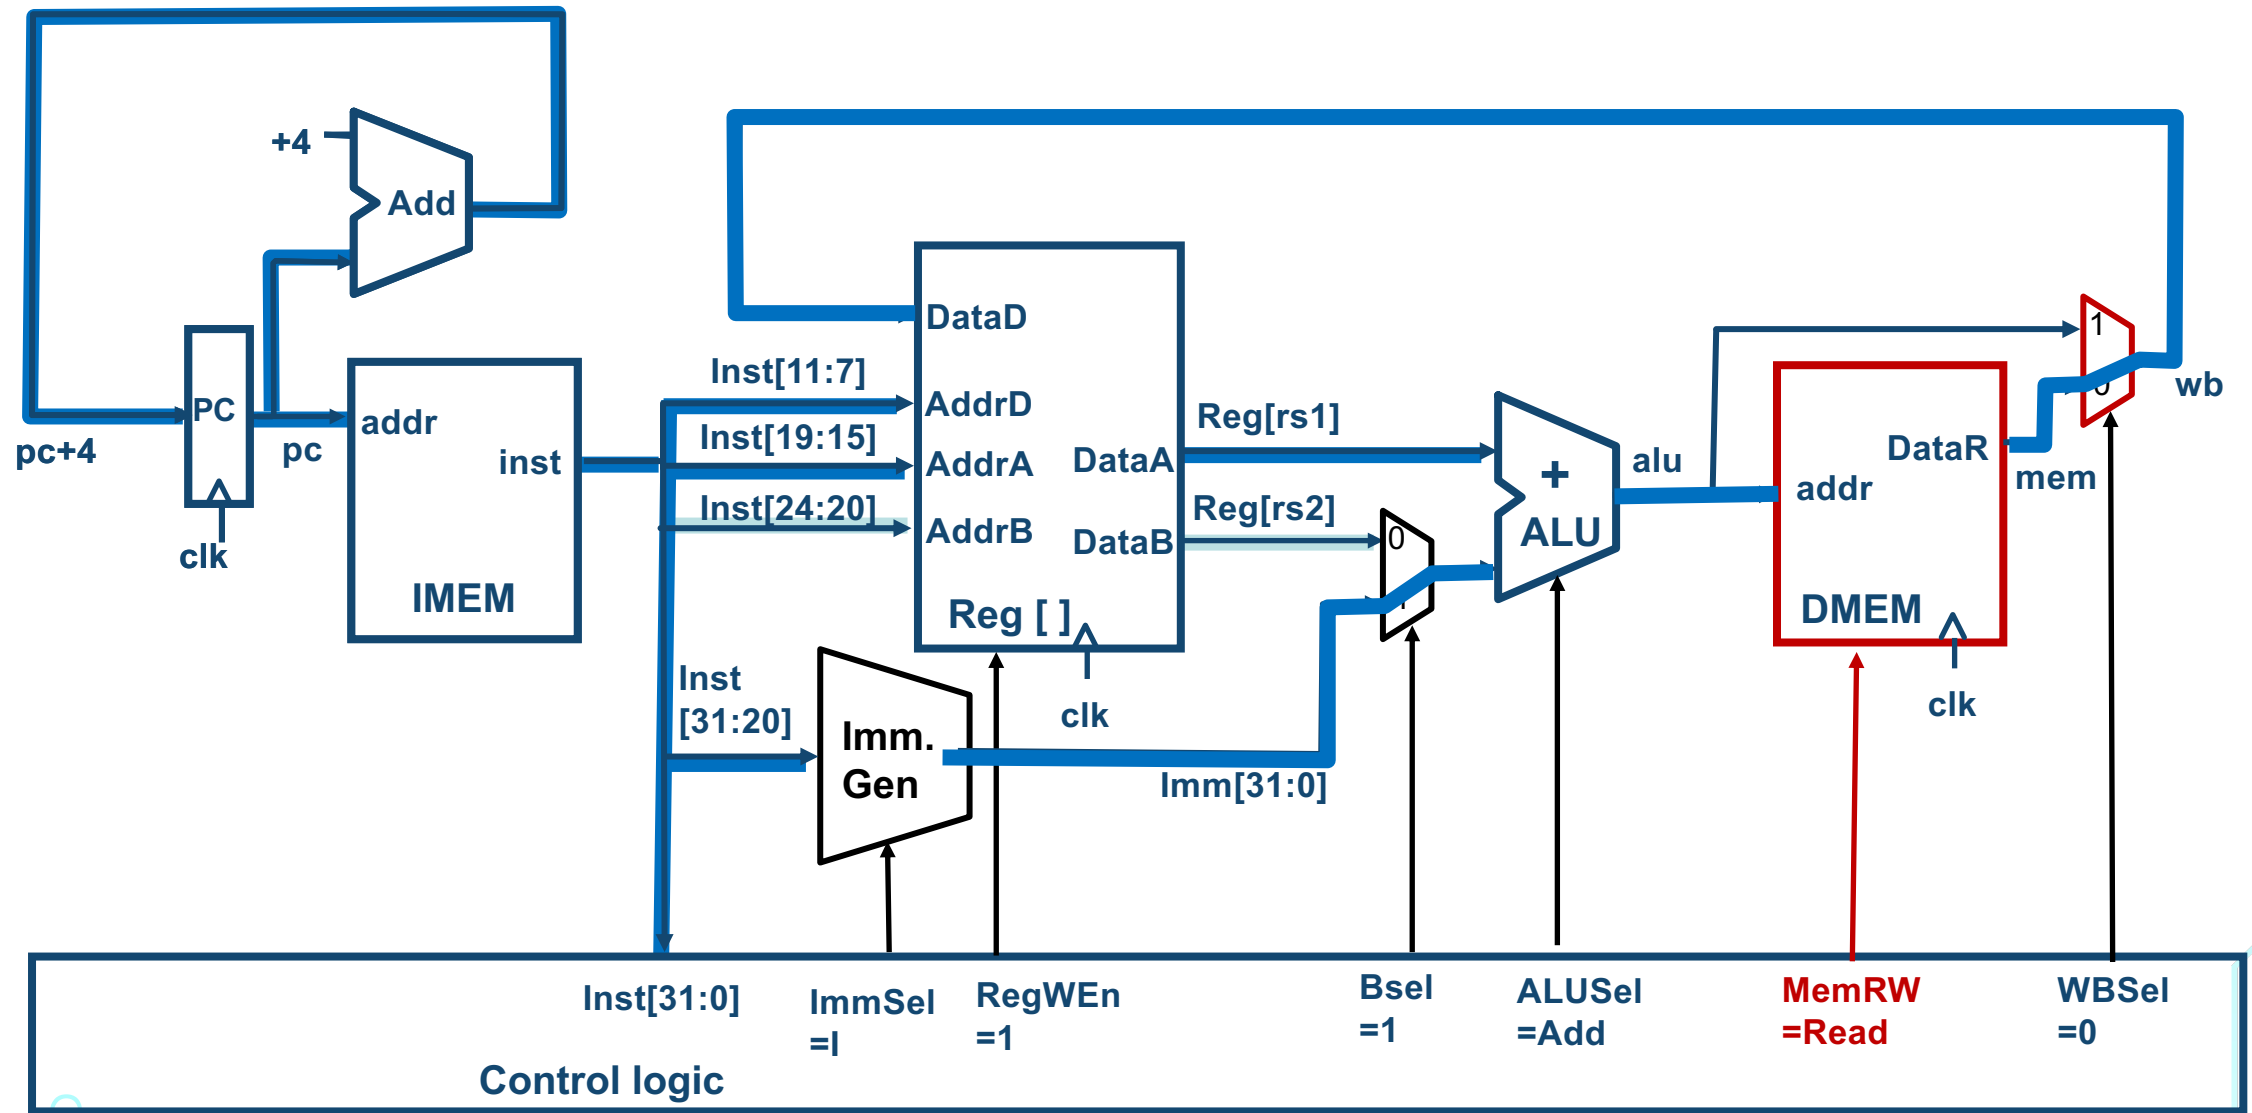 +4
Add
PC
pc+4
pc
clk
addr
inst
IMEM
Inst[11:7]
Inst[19:15]
Inst[24:20]
DataD
AddrD
AddrA
AddrB
DataA
DataB
Reg [ ]
clk
Reg[rs1]
Reg[rs2]
0
1
+
ALU
alu
addr
DataR
DMEM
clk
mem
1
0
wb
Inst
[31:20]
Imm.
Gen
Imm[31:0]
Inst[31:0]
ImmSel
=I
RegWEn
=1
Bsel
=1
ALUSel
=Add
MemRW
=Read
WBSel
=0
Control logic